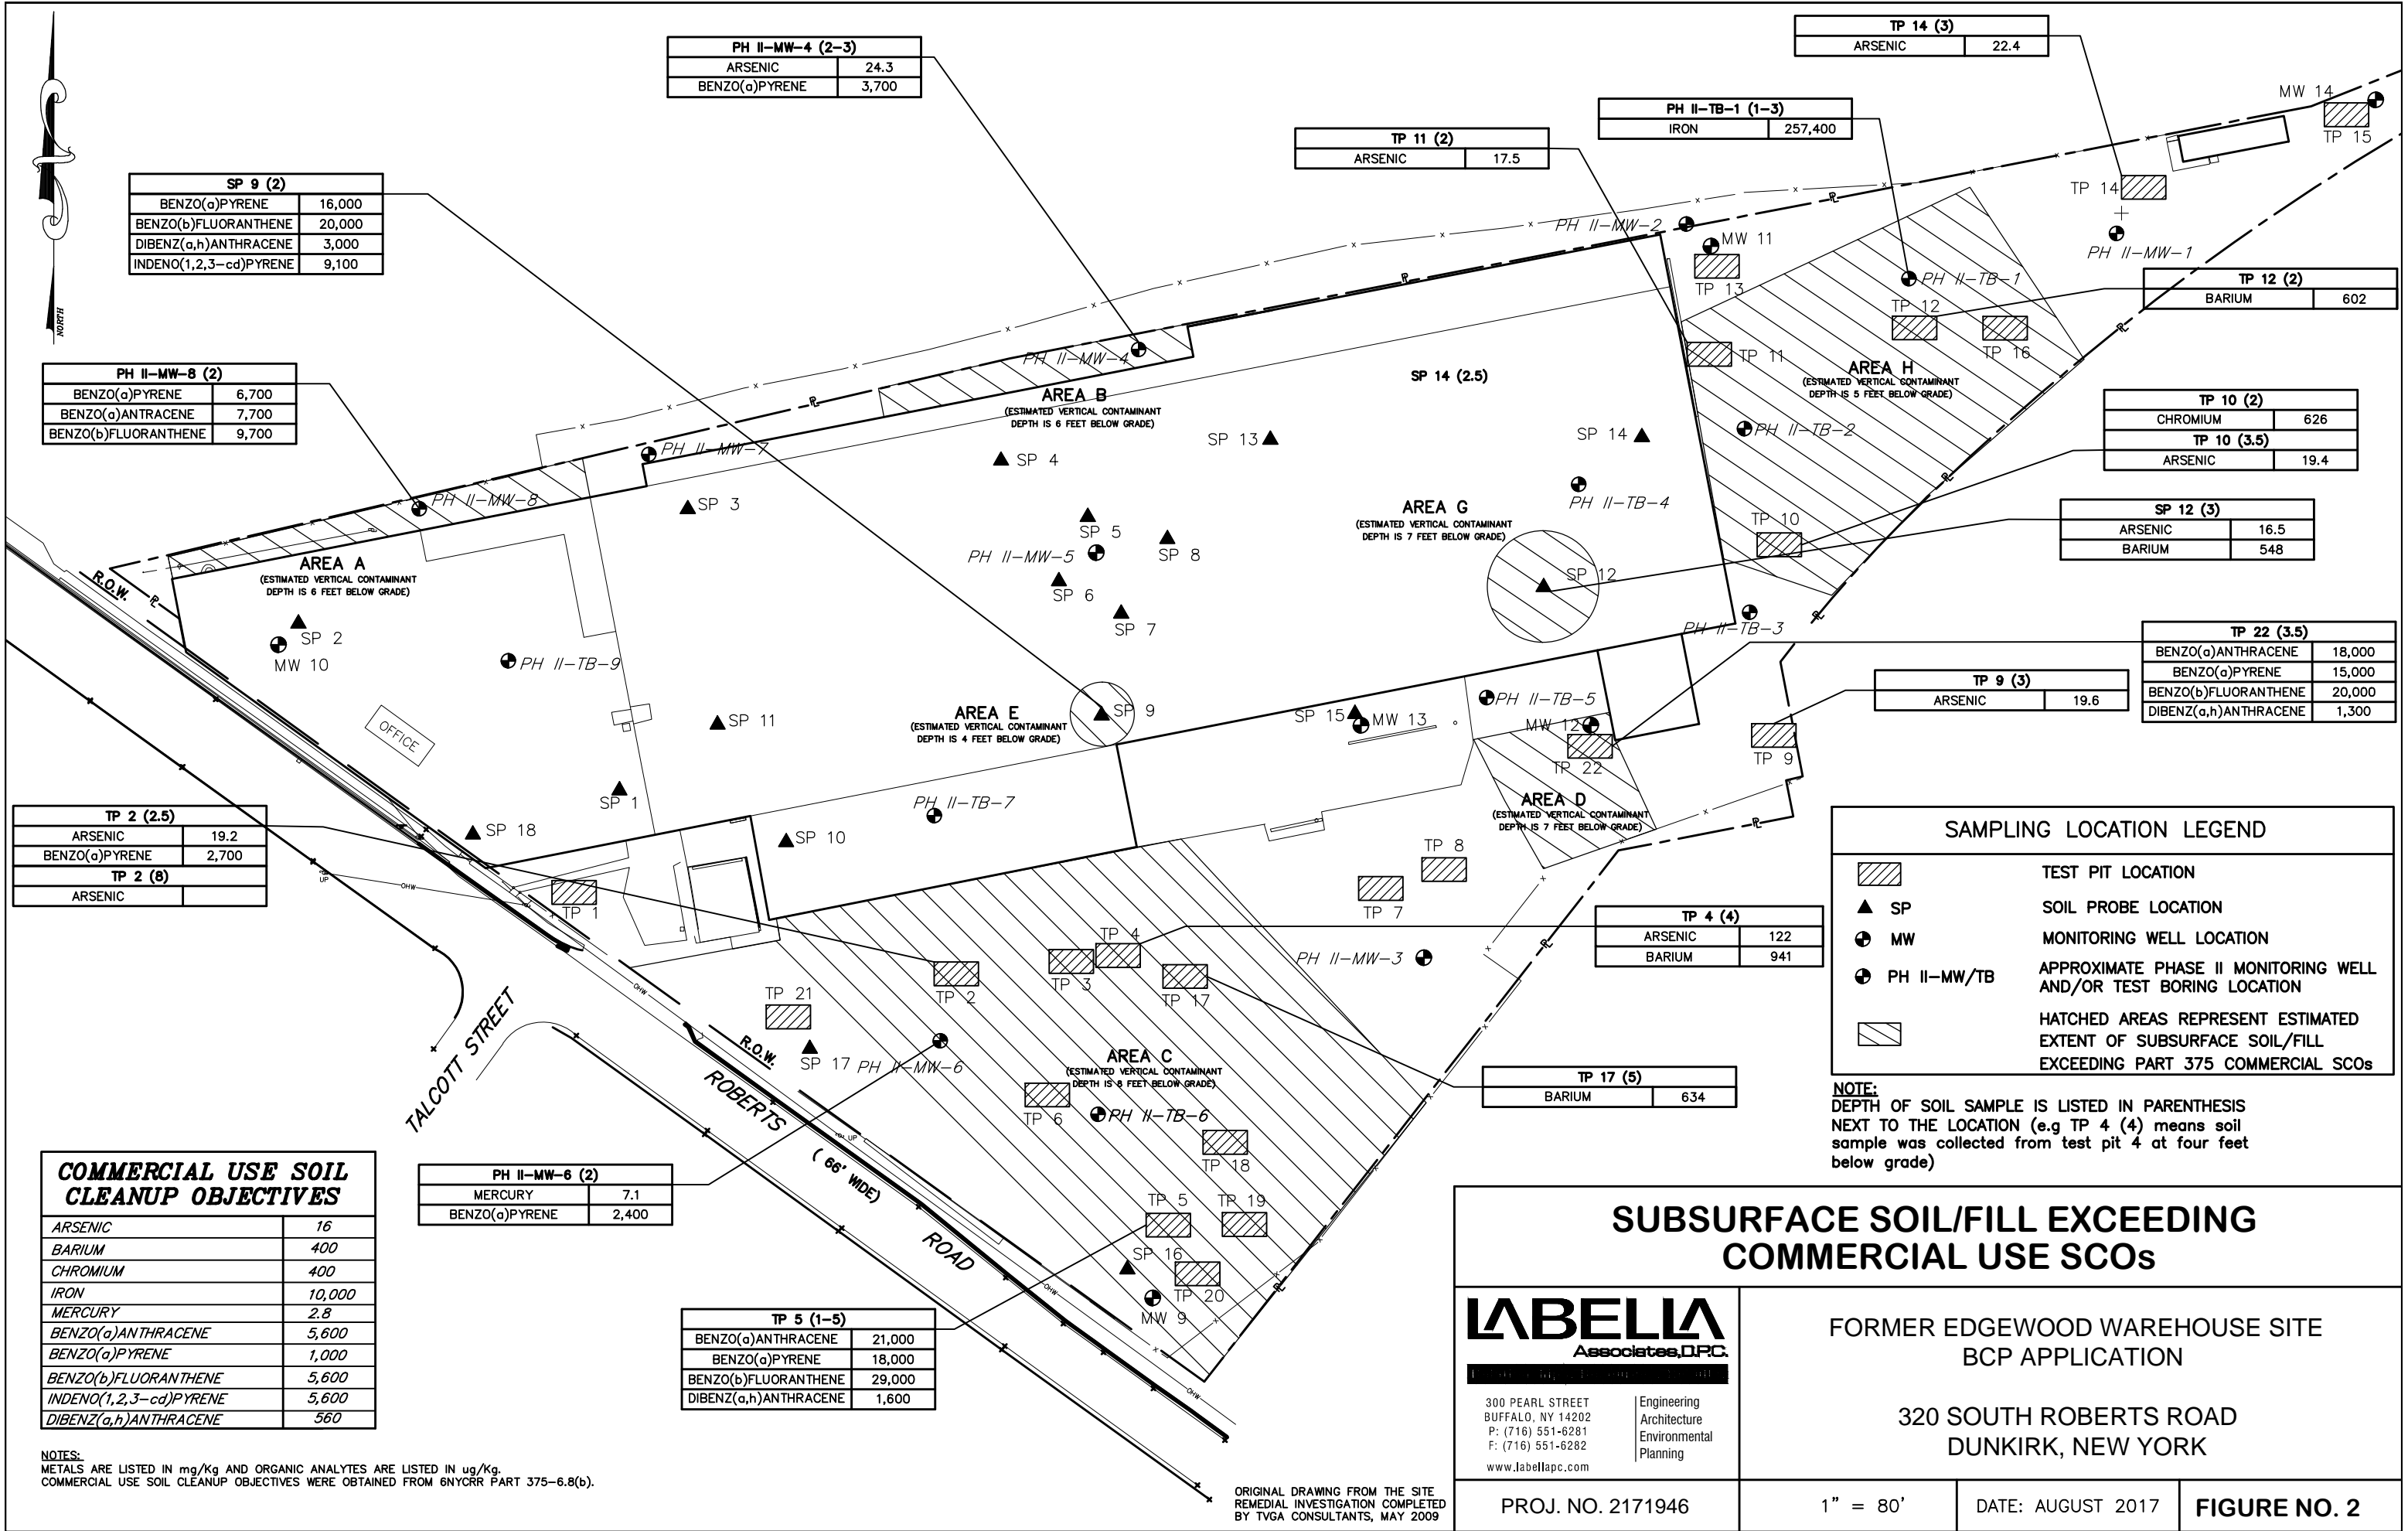 NORTH
PH II-MW-4 (2-3)
ARSENIC 24.3
BENZO(a)PYRENE 3,700
TP 14 (3)
ARSENIC 22.4
PH II-TB-1 (1-3)
IRON 257,400
TP 11 (2)
ARSENIC 17.5
SP 9 (2)
BENZO(a)PYRENE 16,000
BENZO(b)FLUORANTHENE 20,000
DIBENZ(a,h)ANTHRACENE 3,000
INDENO(1,2,3-cd)PYRENE 9,100
PH II-MW-8 (2)
BENZO(a)PYRENE 6,700
BENZO(a)ANTRACENE 7,700
BENZO(b)FLUORANTHENE 9,700
TP 12 (2)
BARIUM 602
TP 10 (2)
CHROMIUM 626
TP 10 (3.5)
ARSENIC 19.4
SP 12 (3)
ARSENIC 16.5
BARIUM 548
TP 22 (3.5)
BENZO(a)ANTHRACENE 18,000
BENZO(a)PYRENE 15,000
BENZO(b)FLUORANTHENE 20,000
DIBENZ(a,h)ANTHRACENE 1,300
TP 9 (3)
ARSENIC 19.6
TP 2 (2.5)
ARSENIC 19.2
BENZO(a)PYRENE 2,700
TP 2 (8)
ARSENIC
TP 4 (4)
ARSENIC 122
BARIUM 941
TP 17 (5)
BARIUM 634
PH II-MW-6 (2)
MERCURY 7.1
BENZO(a)PYRENE 2,400
TP 5 (1-5)
BENZO(a)ANTHRACENE 21,000
BENZO(a)PYRENE 18,000
BENZO(b)FLUORANTHENE 29,000
DIBENZ(a,h)ANTHRACENE 1,600
MW 14
TP 15
TP 14
PH II-MW-1
PH II-MW-2
MW 11
TP 13
PH II-TB-1
TP 12
TP 16
TP 11
AREA H
(ESTIMATED VERTICAL CONTAMINANT
DEPTH IS 5 FEET BELOW GRADE)
PH II-TB-2
TP 10
PH II-TB-3
PH II-MW-4
AREA B
(ESTIMATED VERTICAL CONTAMINANT
DEPTH IS 6 FEET BELOW GRADE)
SP 14 (2.5)
SP 13
SP 14
SP 4
PH II-MW-7
SP 3
PH II-MW-8
AREA G
(ESTIMATED VERTICAL CONTAMINANT
DEPTH IS 7 FEET BELOW GRADE)
PH II-TB-4
SP 5
PH II-MW-5
SP 8
SP 6
SP 7
SP 12
AREA A
(ESTIMATED VERTICAL CONTAMINANT
DEPTH IS 6 FEET BELOW GRADE)
R.O.W.
SP 2
MW 10
PH II-TB-9
OFFICE
SP 11
AREA E
(ESTIMATED VERTICAL CONTAMINANT
DEPTH IS 4 FEET BELOW GRADE)
SP 9
SP 15
MW 13
PH II-TB-5
MW 12
TP 22
TP 9
AREA D
(ESTIMATED VERTICAL CONTAMINANT
DEPTH IS 7 FEET BELOW GRADE)
SP 1
SP 18
PH II-TB-7
SP 10
TP 8
TP 7
UP
OHW
TP 1
TP 4
TP 3
TP 2
TP 17
PH II-MW-3
OHW
TP 21
SP 17
PH II-MW-6
R.O.W.
AREA C
(ESTIMATED VERTICAL CONTAMINANT
DEPTH IS 8 FEET BELOW GRADE)
TP 6
PH II-TB-6
TP 18
TP 5
TP 19
SP 16
TP 20
MW 9
UP
OHW
OHW
TALCOTT STREET
ROBERTS
( 66' WIDE)
ROAD
SAMPLING LOCATION LEGEND
TEST PIT LOCATION
SP SOIL PROBE LOCATION
MW MONITORING WELL LOCATION
PH II-MW/TB APPROXIMATE PHASE II MONITORING WELL
AND/OR TEST BORING LOCATION
HATCHED AREAS REPRESENT ESTIMATED
EXTENT OF SUBSURFACE SOIL/FILL
EXCEEDING PART 375 COMMERCIAL SCOs
NOTE:
DEPTH OF SOIL SAMPLE IS LISTED IN PARENTHESIS
NEXT TO THE LOCATION (e.g TP 4 (4) means soil
sample was collected from test pit 4 at four feet
below grade)
COMMERCIAL USE SOIL
CLEANUP OBJECTIVES
ARSENIC 16
BARIUM 400
CHROMIUM 400
IRON 10,000
MERCURY 2.8
BENZO(a)ANTHRACENE 5,600
BENZO(a)PYRENE 1,000
BENZO(b)FLUORANTHENE 5,600
INDENO(1,2,3-cd)PYRENE 5,600
DIBENZ(a,h)ANTHRACENE 560
NOTES:
METALS ARE LISTED IN mg/Kg AND ORGANIC ANALYTES ARE LISTED IN ug/Kg.
COMMERCIAL USE SOIL CLEANUP OBJECTIVES WERE OBTAINED FROM 6NYCRR PART 375-6.8(b).
ORIGINAL DRAWING FROM THE SITE
REMEDIAL INVESTIGATION COMPLETED
BY TVGA CONSULTANTS, MAY 2009
SUBSURFACE SOIL/FILL EXCEEDING
COMMERCIAL USE SCOs
LABELLA
Associates, D.P.C.
300 PEARL STREET
BUFFALO, NY 14202
P: (716) 551-6281
F: (716) 551-6282
www.labellapc.com
Engineering
Architecture
Environmental
Planning
FORMER EDGEWOOD WAREHOUSE SITE
BCP APPLICATION
320 SOUTH ROBERTS ROAD
DUNKIRK, NEW YORK
PROJ. NO. 2171946
1" = 80'
DATE: AUGUST 2017
FIGURE NO. 2